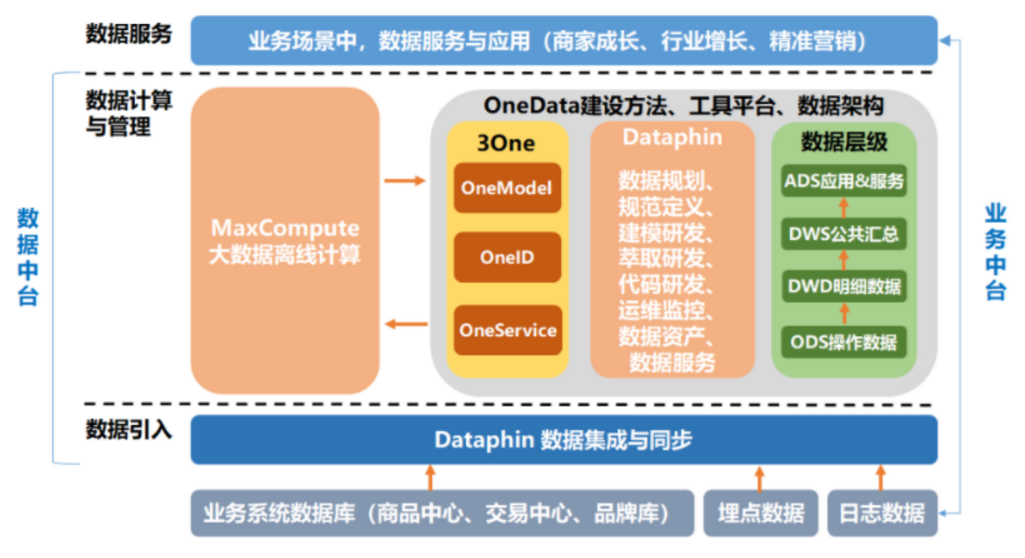 数据服务
业务场景中，数据服务与应用（商家成长、行业增长、精准营销）
数据计算
与管理
OneData建设方法、工具平台、数据架构
MaxCompute
大数据离线计算
3One
OneModel
OneID
OneService
Dataphin
数据规划、
规范定义、
建模研发、
萃取研发、
代码研发、
运维监控、
数据资产、
数据服务
数据层级
ADS应用&服务
DWS公共汇总
DWD明细数据
ODS操作数据
数据中台
业务中台
数据引入
Dataphin 数据集成与同步
业务系统数据库（商品中心、交易中心、品牌库）
埋点数据
日志数据